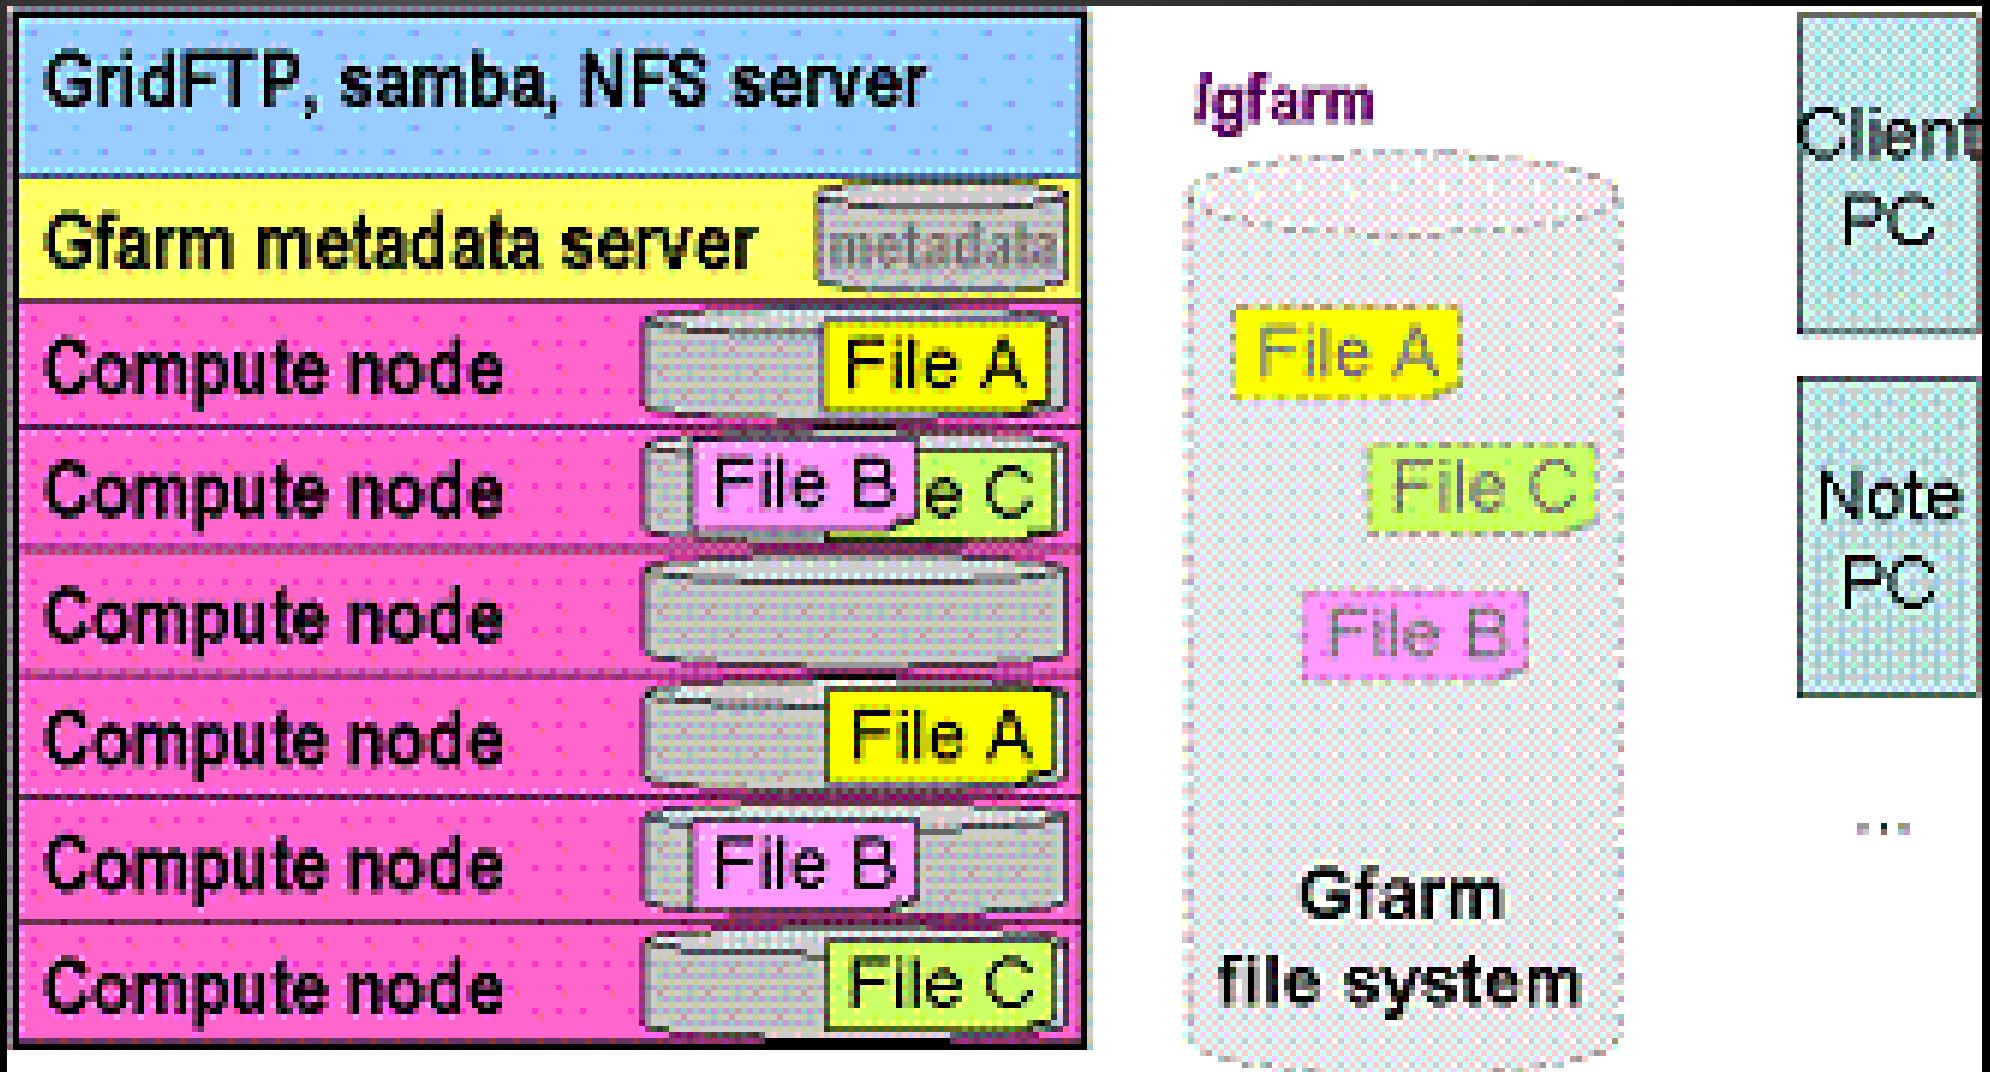 GridFTP, samba, NFS server
Gfarm metadata server
metadata
Compute node
File A
Compute node
File B
e C
Compute node
Compute node
File A
Compute node
File B
Compute node
File C
/gfarm
File A
File C
File B
Gfarm
file system
Client
PC
Note
PC
...